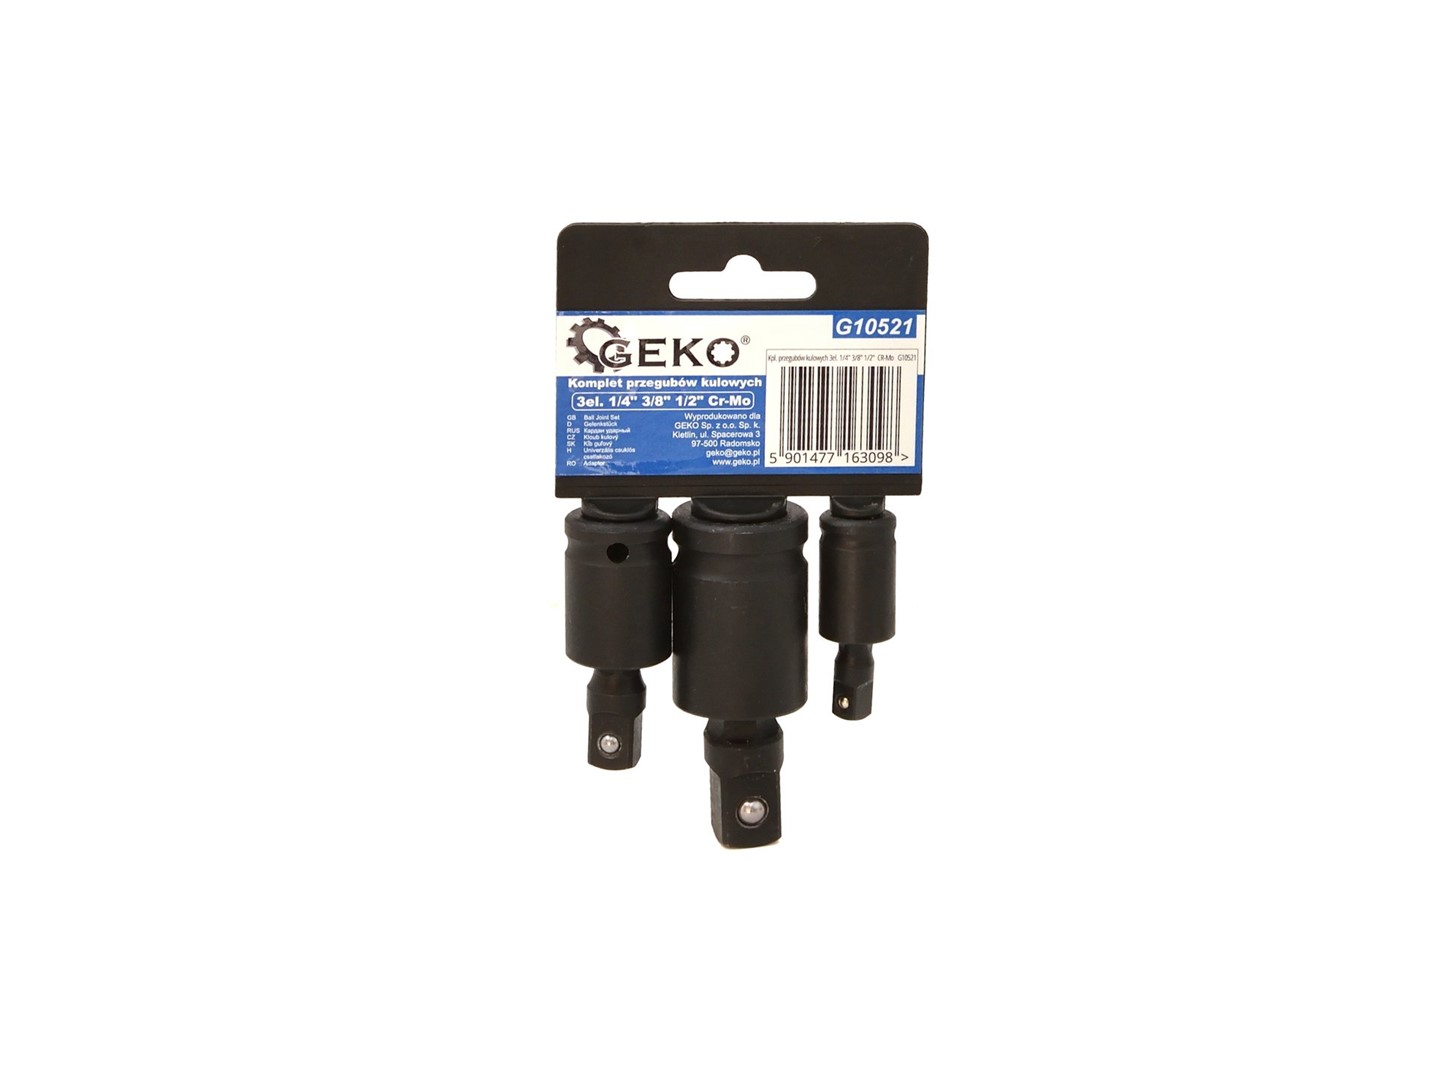 G10521
GEKO®
Kpl. przegubów kulowych 3el. 1/4" 3/8" 1/2" CR-Mo G10521
Komplet przegubów kulowych
3el. 1/4" 3/8" 1/2" Cr-Mo
GB Ball Joint Set
D Gelenkstück
RUS Кардан ударный
CZ Kloub kulový
SK Kĺb guľový
H Univerzális csuklós
csatlakozó
RO Adapter
Wyprodukowano dla
GEKO Sp. z o.o. Sp. k.
Kietlin, ul. Spacerowa 3
97-500 Radomsko
geko@geko.pl
www.geko.pl
5 901477 163098 >